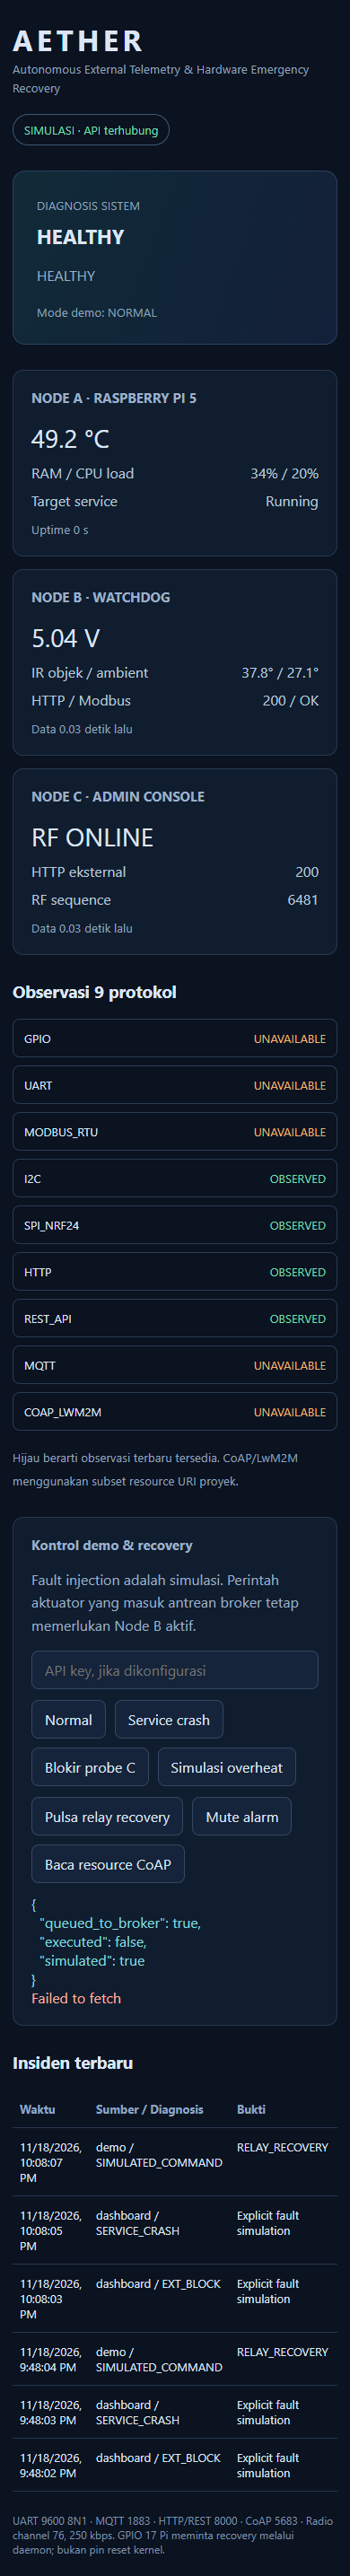 AETHER
Autonomous External Telemetry & Hardware Emergency
Recovery
SIMULASI · API terhubung
DIAGNOSIS SISTEM
HEALTHY
HEALTHY
Mode demo: NORMAL
NODE A · RASPBERRY PI 5
49.2 °C
RAM / CPU load 34% / 20%
Target service Running
Uptime 0 s
NODE B · WATCHDOG
5.04 V
IR objek / ambient 37.8° / 27.1°
HTTP / Modbus 200 / OK
Data 0.03 detik lalu
NODE C · ADMIN CONSOLE
RF ONLINE
HTTP eksternal 200
RF sequence 6481
Data 0.03 detik lalu
Observasi 9 protokol
GPIO UNAVAILABLE
UART UNAVAILABLE
MODBUS_RTU UNAVAILABLE
I2C OBSERVED
SPI_NRF24 OBSERVED
HTTP OBSERVED
REST_API OBSERVED
MQTT UNAVAILABLE
COAP_LWM2M UNAVAILABLE
Hijau berarti observasi terbaru tersedia. CoAP/LwM2M
menggunakan subset resource URI proyek.
Kontrol demo & recovery
Fault injection adalah simulasi. Perintah
aktuator yang masuk antrean broker tetap
memerlukan Node B aktif.
API key, jika dikonfigurasi
Normal Service crash
Blokir probe C Simulasi overheat
Pulsa relay recovery Mute alarm
Baca resource CoAP
{
"queued_to_broker": true,
"executed": false,
"simulated": true
}
Failed to fetch
Insiden terbaru
Waktu Sumber / Diagnosis Bukti
11/18/2026, demo / RELAY_RECOVERY
10:08:07 SIMULATED_COMMAND
PM
11/18/2026, dashboard / Explicit fault
10:08:05 SERVICE_CRASH simulation
PM
11/18/2026, dashboard / EXT_BLOCK Explicit fault
10:08:03 simulation
PM
11/18/2026, demo / RELAY_RECOVERY
9:48:04 PM SIMULATED_COMMAND
11/18/2026, dashboard / Explicit fault
9:48:03 PM SERVICE_CRASH simulation
11/18/2026, dashboard / EXT_BLOCK Explicit fault
9:48:02 PM simulation
UART 9600 8N1 · MQTT 1883 · HTTP/REST 8000 · CoAP 5683 · Radio
channel 76, 250 kbps. GPIO 17 Pi meminta recovery melalui
daemon; bukan pin reset kernel.